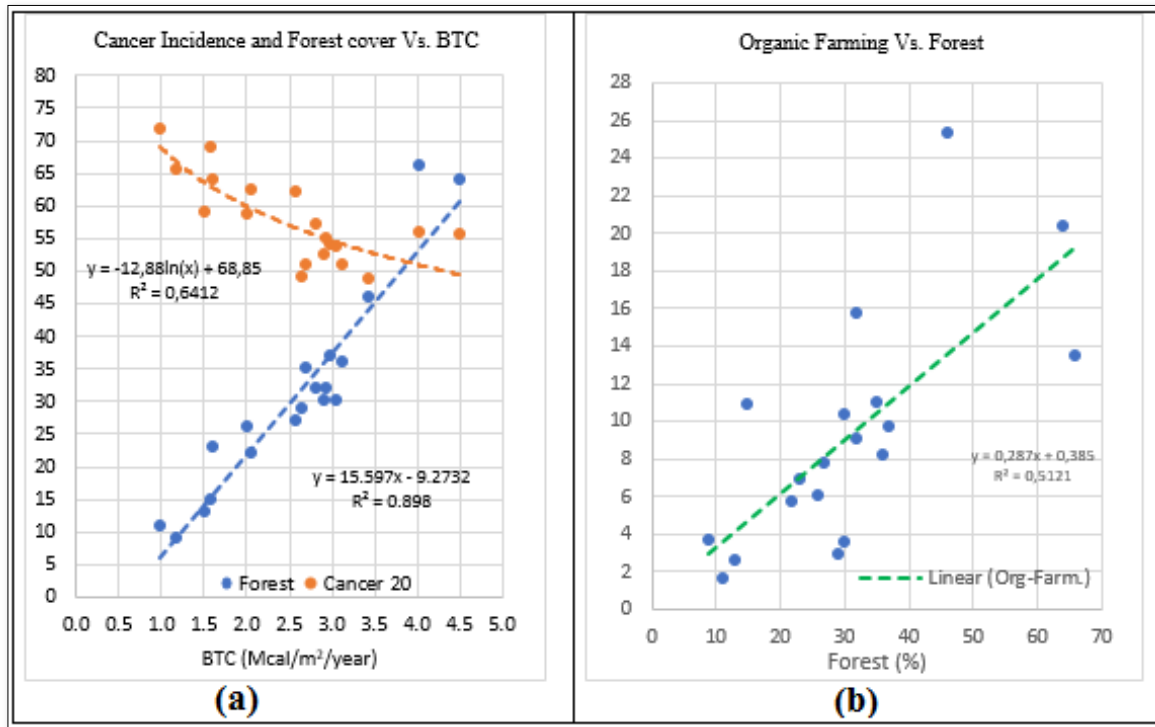 Cancer Incidence and Forest cover Vs. BTC
80
75
70
65
60
55
50
45
40
35
30
25
20
15
10
5
0
y = -12,88ln(x) + 68,85
R² = 0,6412
y = 15.597x - 9.2732
R² = 0.898
Forest Cancer 20
0.0 0.5 1.0 1.5 2.0 2.5 3.0 3.5 4.0 4.5 5.0
BTC (Mcal/m²/year)
(a)
Organic Farming Vs. Forest
28
26
24
22
20
18
16
14
12
10
8
6
4
2
0
y = 0,287x + 0,385
R² = 0,5121
Linear (Org-Farm.)
0 10 20 30 40 50 60 70
Forest (%)
(b)